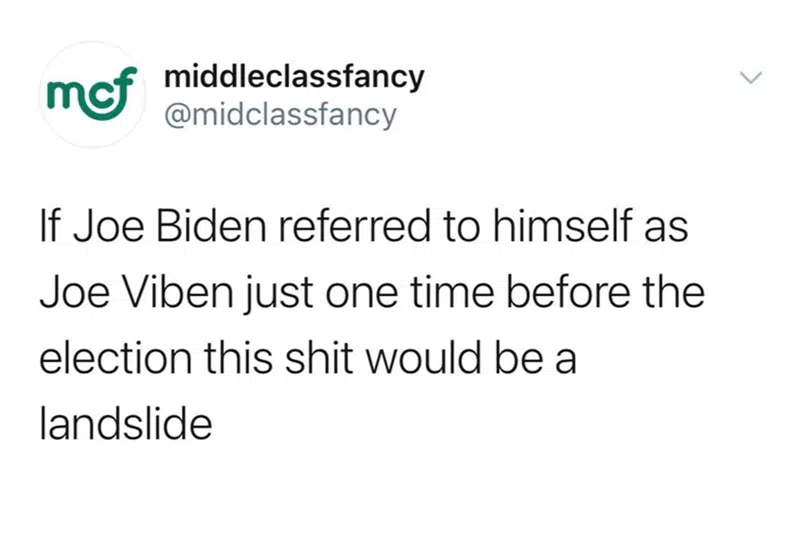 mcf
middleclassfancy
@midclassfancy
If Joe Biden referred to himself as
Joe Viben just one time before the
election this shit would be a
landslide